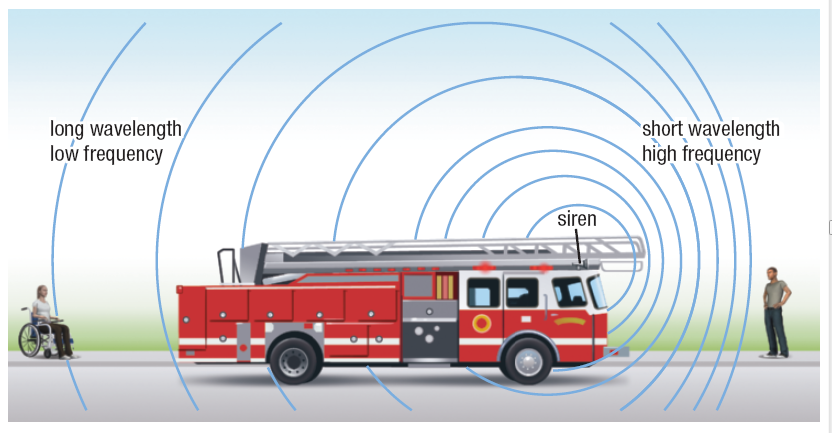 long wavelength
low frequency
short wavelength
high frequency
siren